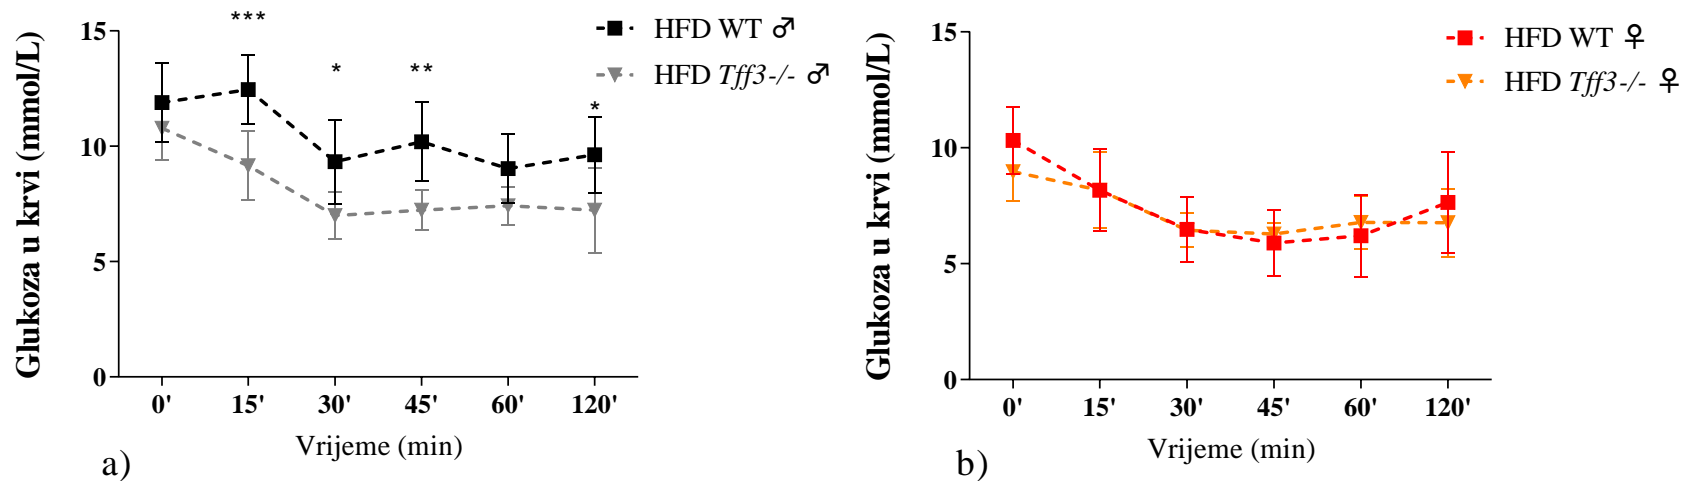 HFD WT ♂
HFD Tff3-/- ♂
***
*
**
*
Glukoza u krvi (mmol/L)
15
10
5
0
0' 15' 30' 45' 60' 120'
Vrijeme (min)
a)
HFD WT ♀
HFD Tff3-/- ♀
Glukoza u krvi (mmol/L)
15
10
5
0
0' 15' 30' 45' 60' 120'
Vrijeme (min)
b)